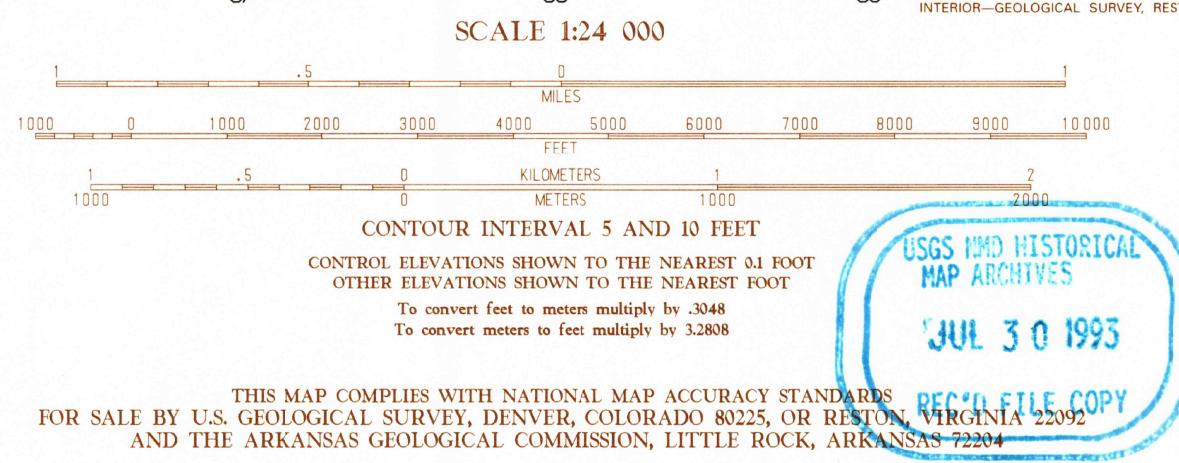 INTERIOR—GEOLOGICAL SURVEY, RES
SCALE 1:24 000
1 .5 0 1
MILES
1000 0 1000 2000 3000 4000 5000 6000 7000 8000 9000 10 000
FEET
1 .5 0 KILOMETERS 1 2
1000 0 METERS 1000 2000
CONTOUR INTERVAL 5 AND 10 FEET
CONTROL ELEVATIONS SHOWN TO THE NEAREST 0.1 FOOT
OTHER ELEVATIONS SHOWN TO THE NEAREST FOOT
To convert feet to meters multiply by .3048
To convert meters to feet multiply by 3.2808
USGS NMD HISTORICAL
MAP ARCHIVES
JUL 30 1993
REC'D FILE COPY
THIS MAP COMPLIES WITH NATIONAL MAP ACCURACY STANDARDS
FOR SALE BY U.S. GEOLOGICAL SURVEY, DENVER, COLORADO 80225, OR RESTON, VIRGINIA 22092
AND THE ARKANSAS GEOLOGICAL COMMISSION, LITTLE ROCK, ARKANSAS 72204